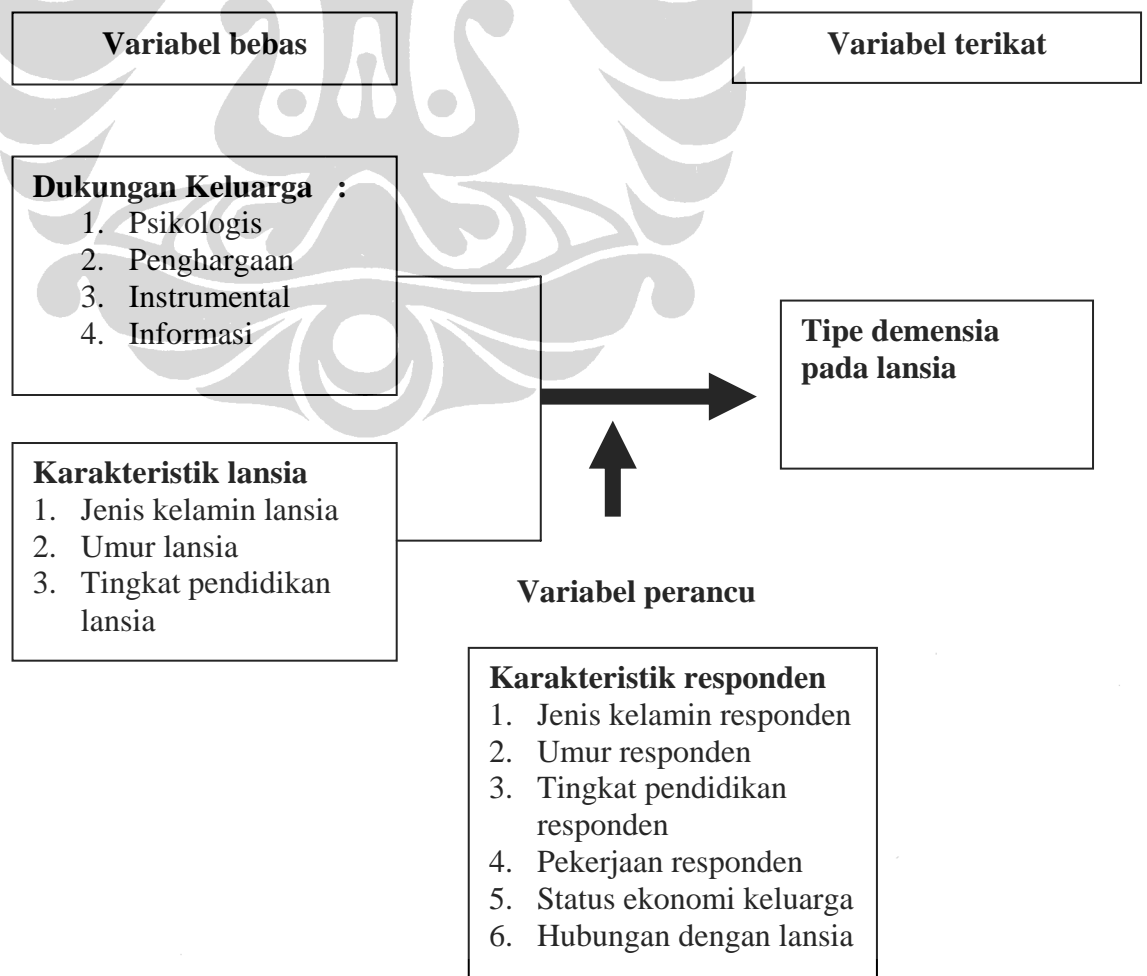 Variabel bebas
Variabel terikat
Dukungan Keluarga :
1. Psikologis
2. Penghargaan
3. Instrumental
4. Informasi
Tipe demensia
pada lansia
Karakteristik lansia
1. Jenis kelamin lansia
2. Umur lansia
3. Tingkat pendidikan
lansia
Variabel perancu
Karakteristik responden
1. Jenis kelamin responden
2. Umur responden
3. Tingkat pendidikan
responden
4. Pekerjaan responden
5. Status ekonomi keluarga
6. Hubungan dengan lansia